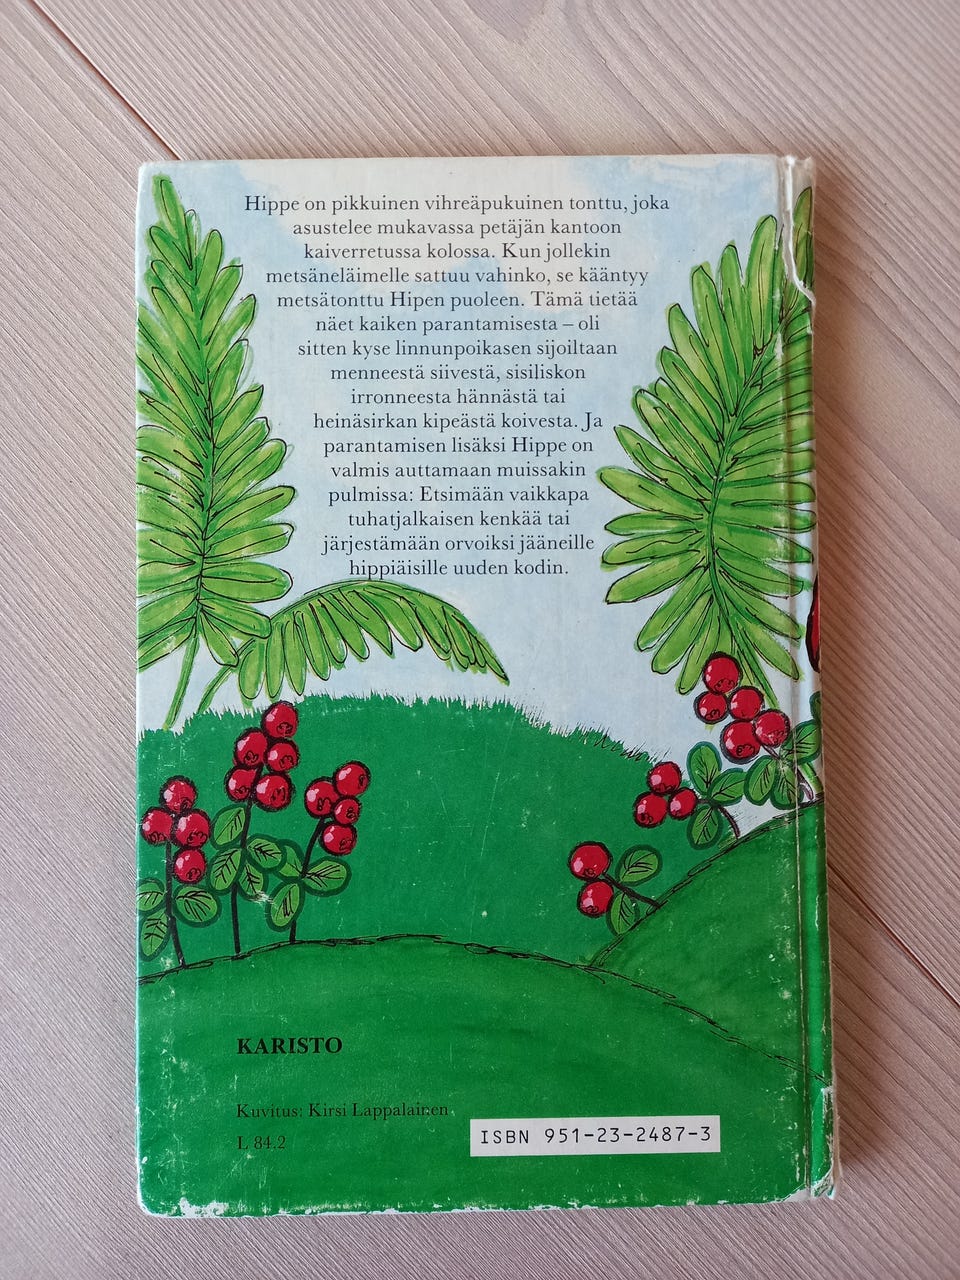 Hippe on pikkuinen vihreäpukuinen tonttu, joka
asustelee mukavassa petäjän kantoon
kaiverretussa kolossa. Kun jollekin
metsäneläimelle sattuu vahinko, se kääntyy
metsätonttu Hipen puoleen. Tämä tietää
näet kaiken parantamisesta – oli
sitten kyse linnunpoikasen sijoiltaan
menneestä siivestä, sisiliskon
irronneesta hännästä tai
heinäsirkan kipeästä koivesta. Ja
parantamisen lisäksi Hippe on
valmis auttamaan muissakin
pulmissa: Etsimään vaikkapa
tuhatjalkaisen kenkää tai
järjestämään orvoiksi jääneille
hippiäisille uuden kodin.
KARISTO
Kuvitus: Kirsi Lappalainen
L 84.2
ISBN 951-23-2487-3